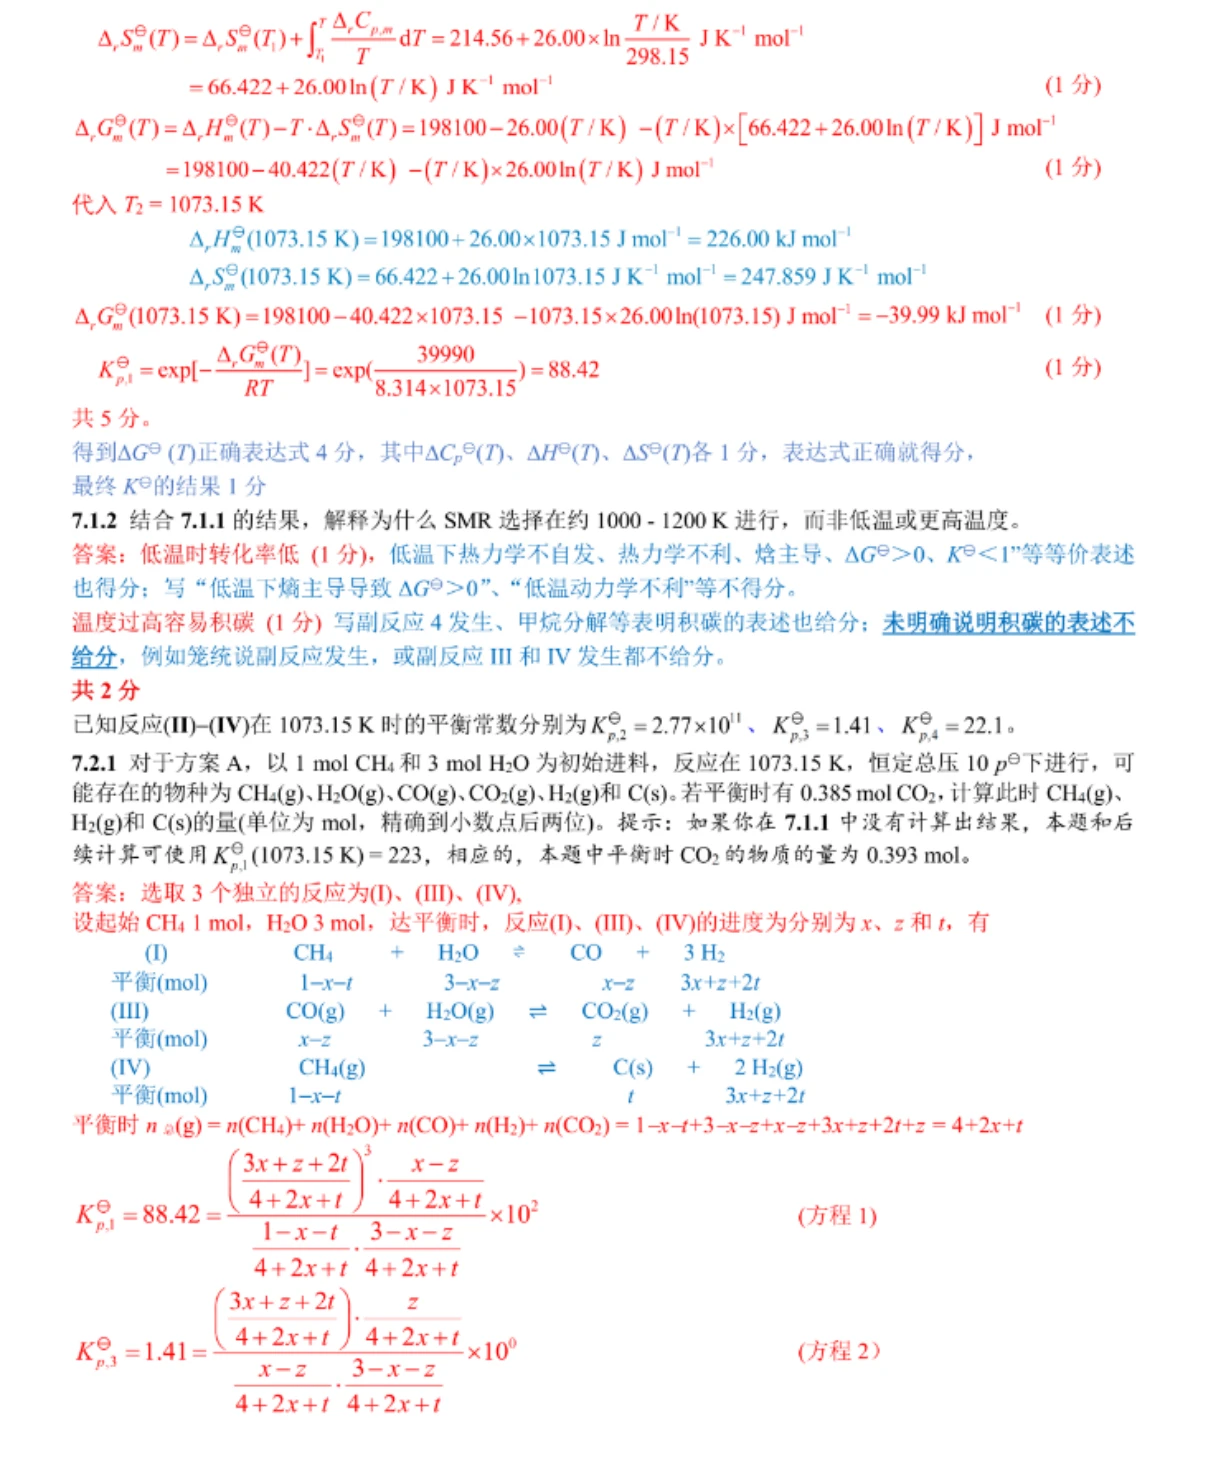 Δ_rS_m^⊖(T) = Δ_rS_m^⊖(T_1) + ∫_{T_1}^{T} (Δ_rC_{p,m}/T) dT = 214.56 + 26.00 × ln (T / K)/298.15 J K⁻¹ mol⁻¹
= 66.422 + 26.00 ln(T / K) J K⁻¹ mol⁻¹ (1 分)
Δ_rG_m^⊖(T) = Δ_rH_m^⊖(T) − T · Δ_rS_m^⊖(T) = 198100 − 26.00(T / K) − (T / K) × [66.422 + 26.00 ln(T / K)] J mol⁻¹
= 198100 − 40.422(T / K) − (T / K) × 26.00 ln(T / K) J mol⁻¹ (1 分)
代入 T₂ = 1073.15 K
Δ_rH_m^⊖(1073.15 K) = 198100 + 26.00 × 1073.15 J mol⁻¹ = 226.00 kJ mol⁻¹
Δ_rS_m^⊖(1073.15 K) = 66.422 + 26.00 ln 1073.15 J K⁻¹ mol⁻¹ = 247.859 J K⁻¹ mol⁻¹
Δ_rG_m^⊖(1073.15 K) = 198100 − 40.422 × 1073.15 − 1073.15 × 26.00 ln(1073.15) J mol⁻¹ = −39.99 kJ mol⁻¹ (1 分)
K_{p,1}^⊖ = exp[−Δ_rG_m^⊖(T)/RT] = exp(39990/(8.314×1073.15)) = 88.42 (1 分)
共 5 分。
得到ΔG^⊖ (T)正确表达式 4 分，其中ΔC_p^⊖(T)、ΔH^⊖(T)、ΔS^⊖(T)各 1 分，表达式正确就得分，
最终 K^⊖的结果 1 分
7.1.2 结合 7.1.1 的结果，解释为什么 SMR 选择在约 1000 - 1200 K 进行，而非低温或更高温度。
答案：低温时转化率低 (1 分)，低温下热力学不自发、热力学不利、焓主导、ΔG^⊖＞0、K^⊖＜1”等等价表述
也得分；写“低温下熵主导导致 ΔG^⊖＞0”、“低温动力学不利”等不得分。
温度过高容易积碳 (1 分) 写副反应 4 发生、甲烷分解等表明积碳的表述也给分；未明确说明积碳的表述不
给分，例如笼统说副反应发生，或副反应 III 和 IV 发生都不给分。
共 2 分
已知反应(II)–(IV)在 1073.15 K 时的平衡常数分别为 K_{p,2}^⊖ = 2.77×10¹¹、K_{p,3}^⊖ = 1.41、K_{p,4}^⊖ = 22.1。
7.2.1 对于方案 A，以 1 mol CH₄ 和 3 mol H₂O 为初始进料，反应在 1073.15 K，恒定总压 10 p^⊖下进行，可
能存在的物种为 CH₄(g)、H₂O(g)、CO(g)、CO₂(g)、H₂(g)和 C(s)。若平衡时有 0.385 mol CO₂，计算此时 CH₄(g)、
H₂(g)和 C(s)的量(单位为 mol，精确到小数点后两位)。提示：如果你在 7.1.1 中没有计算出结果，本题和后
续计算可使用 K_{p,1}^⊖ (1073.15 K) = 223，相应的，本题中平衡时 CO₂ 的物质的量为 0.393 mol。
答案：选取 3 个独立的反应为(I)、(III)、(IV),
设起始 CH₄ 1 mol，H₂O 3 mol，达平衡时，反应(I)、(III)、(IV)的进度为分别为 x、z 和 t，有
(I) CH₄ + H₂O ⇌ CO + 3 H₂
平衡(mol) 1–x–t 3–x–z x–z 3x+z+2t
(III) CO(g) + H₂O(g) ⇌ CO₂(g) + H₂(g)
平衡(mol) x–z 3–x–z z 3x+z+2t
(IV) CH₄(g) ⇌ C(s) + 2 H₂(g)
平衡(mol) 1–x–t t 3x+z+2t
平衡时 n (g) = n(CH₄)+ n(H₂O)+ n(CO)+ n(H₂)+ n(CO₂) = 1–x–t+3–x–z+x–z+3x+z+2t+z = 4+2x+t
K_{p,1}^⊖ = 88.42 = [((3x+z+2t)/(4+2x+t))³ · (x−z)/(4+2x+t)] / [(1−x−t)/(4+2x+t) · (3−x−z)/(4+2x+t)] ×10² (方程 1)
K_{p,3}^⊖ = 1.41 = [((3x+z+2t)/(4+2x+t)) · z/(4+2x+t)] / [(x−z)/(4+2x+t) · (3−x−z)/(4+2x+t)] ×10⁰ (方程 2）